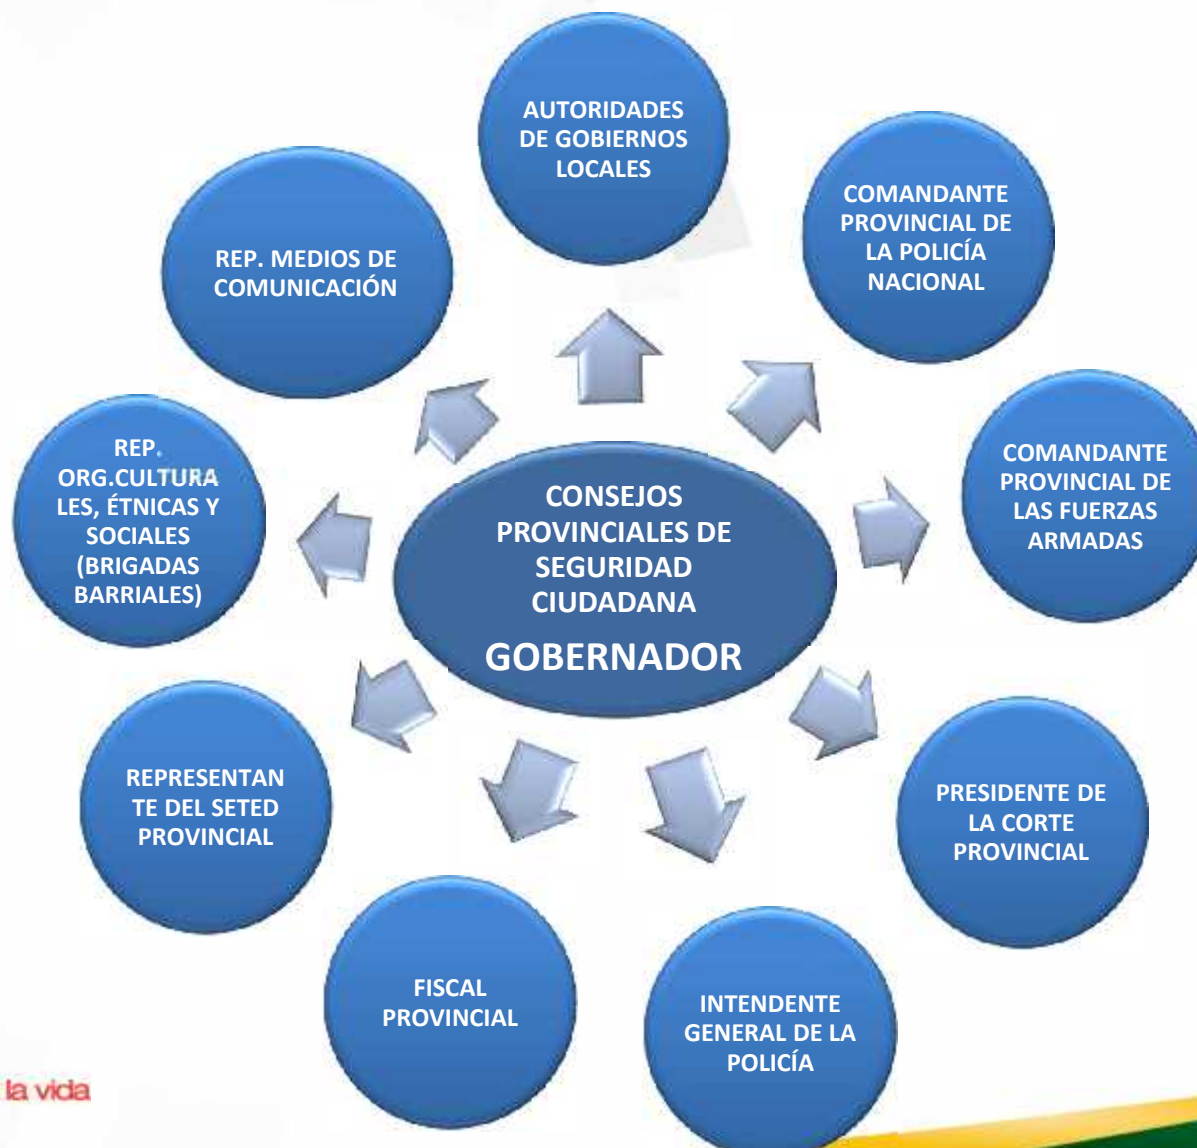 AUTORIDADES
DE GOBIERNOS
LOCALES
COMANDANTE
PROVINCIAL DE
LA POLICÍA
NACIONAL
REP. MEDIOS DE
COMUNICACIÓN
COMANDANTE
PROVINCIAL DE
LAS FUERZAS
ARMADAS
REP.
ORG.CULTURA
LES, ÉTNICAS Y
SOCIALES
(BRIGADAS
BARRIALES)
CONSEJOS
PROVINCIALES DE
SEGURIDAD
CIUDADANA
GOBERNADOR
REPRESENTAN
TE DEL SETED
PROVINCIAL
PRESIDENTE DE
LA CORTE
PROVINCIAL
FISCAL
PROVINCIAL
INTENDENTE
GENERAL DE LA
POLICÍA
la vida